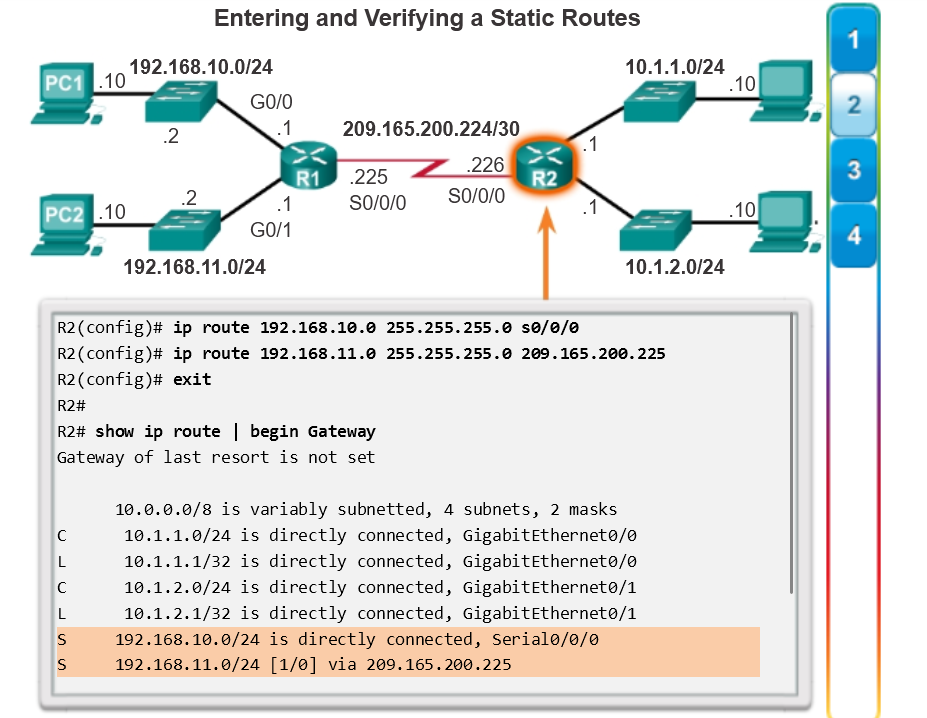 Entering and Verifying a Static Routes
1
2
3
4
PC1
.10
192.168.10.0/24
.2
G0/0
.1
209.165.200.224/30
10.1.1.0/24
.10
.1
R1
.225
S0/0/0
.226
S0/0/0
R2
PC2
.10
.2
.1
G0/1
192.168.11.0/24
.1
.10
10.1.2.0/24
R2(config)# ip route 192.168.10.0 255.255.255.0 s0/0/0
R2(config)# ip route 192.168.11.0 255.255.255.0 209.165.200.225
R2(config)# exit
R2#
R2# show ip route | begin Gateway
Gateway of last resort is not set
10.0.0.0/8 is variably subnetted, 4 subnets, 2 masks
C 10.1.1.0/24 is directly connected, GigabitEthernet0/0
L 10.1.1.1/32 is directly connected, GigabitEthernet0/0
C 10.1.2.0/24 is directly connected, GigabitEthernet0/1
L 10.1.2.1/32 is directly connected, GigabitEthernet0/1
S 192.168.10.0/24 is directly connected, Serial0/0/0
S 192.168.11.0/24 [1/0] via 209.165.200.225